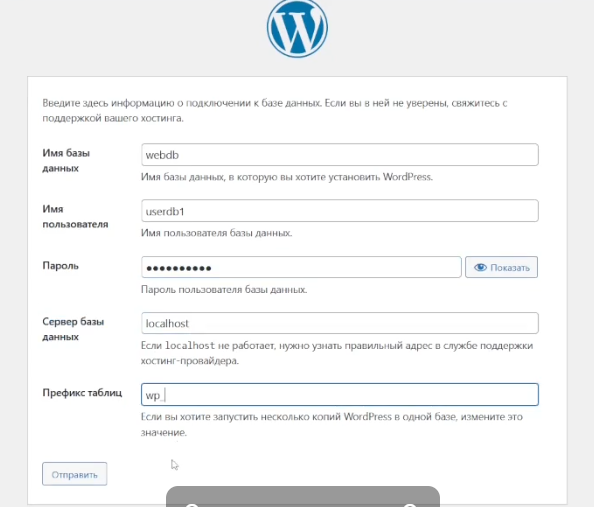 Введите здесь информацию о подключении к базе данных. Если вы в ней не уверены, свяжитесь с
поддержкой вашего хостинга.
Имя базы
данных
webdb
Имя базы данных, в которую вы хотите установить WordPress.
Имя
пользователя
userdb1
Имя пользователя базы данных.
Пароль
••••••••••
Показать
Пароль пользователя базы данных.
Сервер базы
данных
localhost
Если localhost не работает, нужно узнать правильный адрес в службе поддержки
хостинг-провайдера.
Префикс таблиц
wp_
Если вы хотите запустить несколько копий WordPress в одной базе, измените это
значение.
Отправить